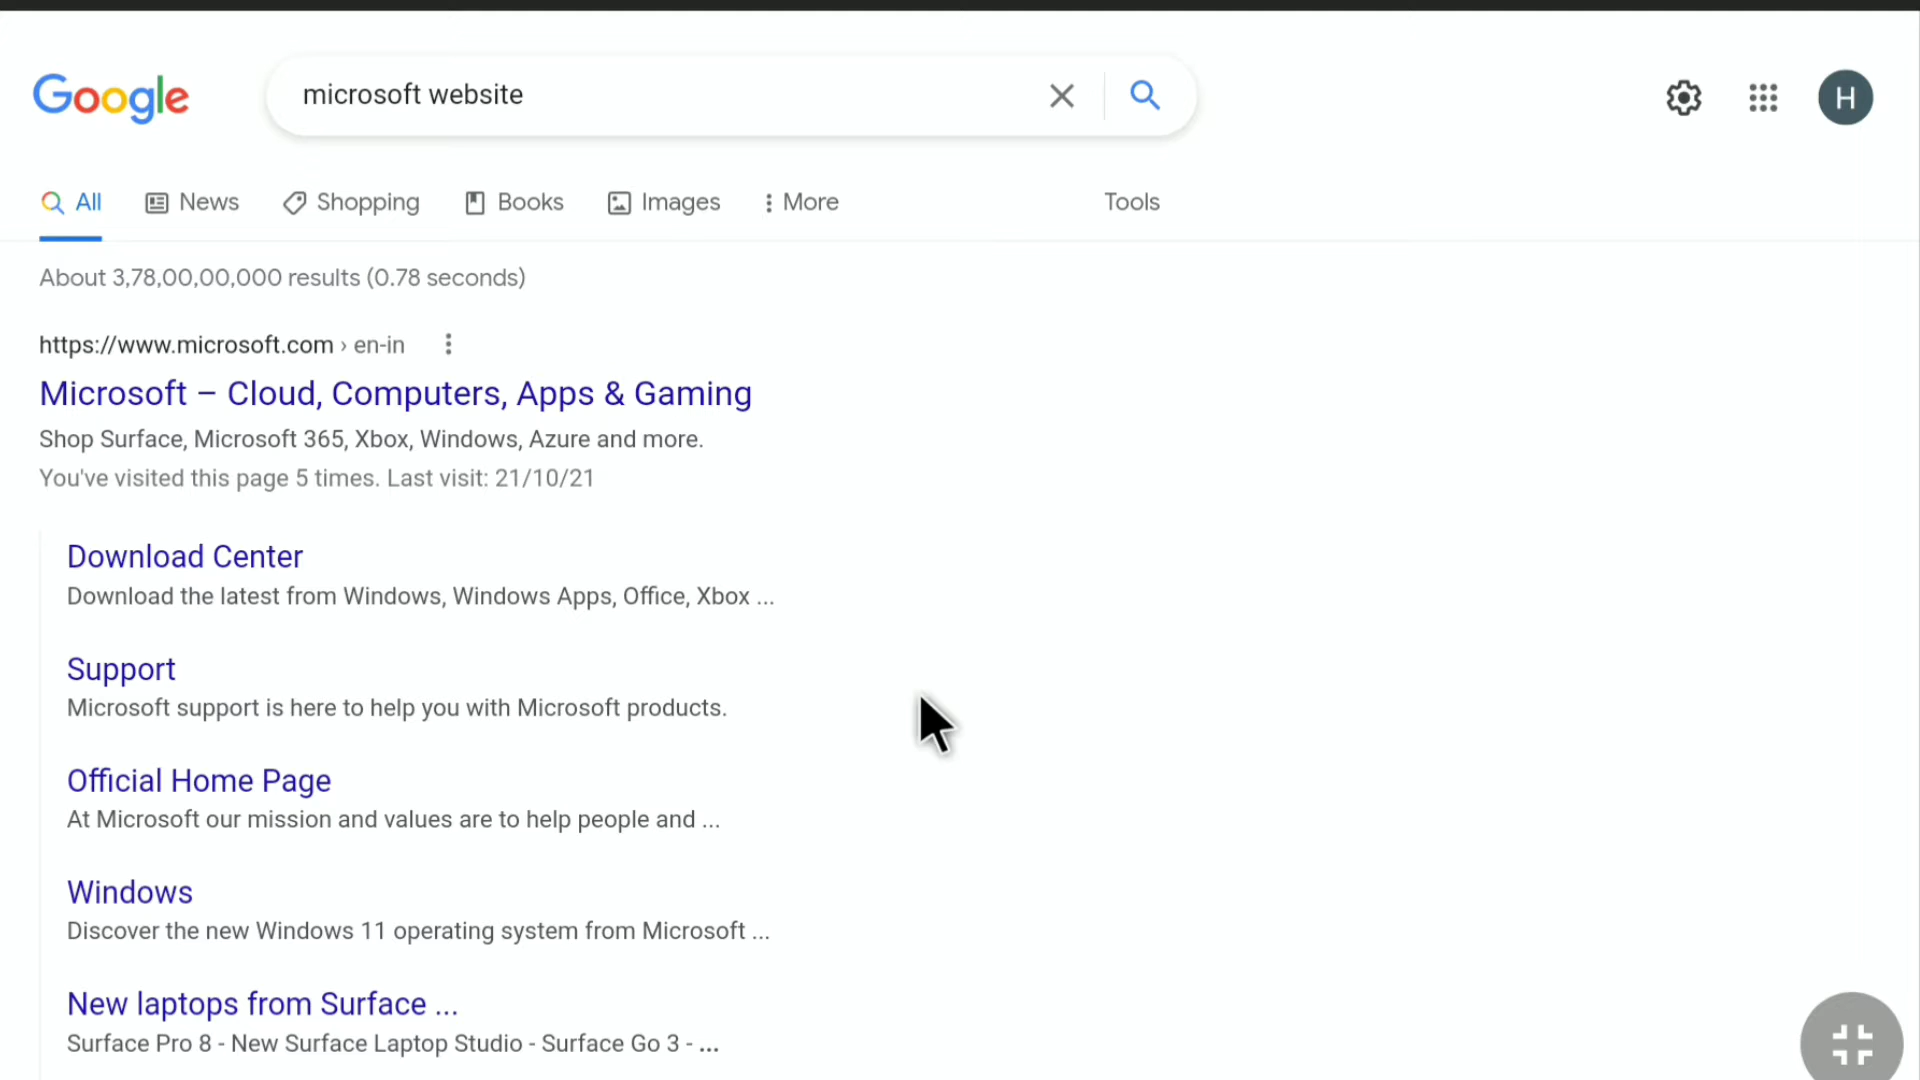 Google
microsoft website
H
All News Shopping Books Images More Tools
About 3,78,00,00,000 results (0.78 seconds)
https://www.microsoft.com › en-in
Microsoft – Cloud, Computers, Apps & Gaming
Shop Surface, Microsoft 365, Xbox, Windows, Azure and more.
You've visited this page 5 times. Last visit: 21/10/21
Download Center
Download the latest from Windows, Windows Apps, Office, Xbox ...
Support
Microsoft support is here to help you with Microsoft products.
Official Home Page
At Microsoft our mission and values are to help people and ...
Windows
Discover the new Windows 11 operating system from Microsoft ...
New laptops from Surface ...
Surface Pro 8 - New Surface Laptop Studio - Surface Go 3 - ...